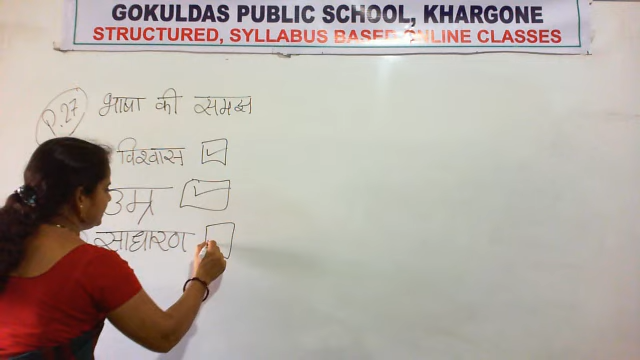 GOKULDAS PUBLIC SCHOOL, KHARGONE
STRUCTURED, SYLLABUS BASED ONLINE CLASSES
P.27 भाषा की समझ
विश्वास
उम्र
साधारण